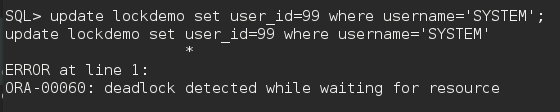 SQL> update lockdemo set user_id=99 where username='SYSTEM';
update lockdemo set user_id=99 where username='SYSTEM'
                    *
ERROR at line 1:
ORA-00060: deadlock detected while waiting for resource